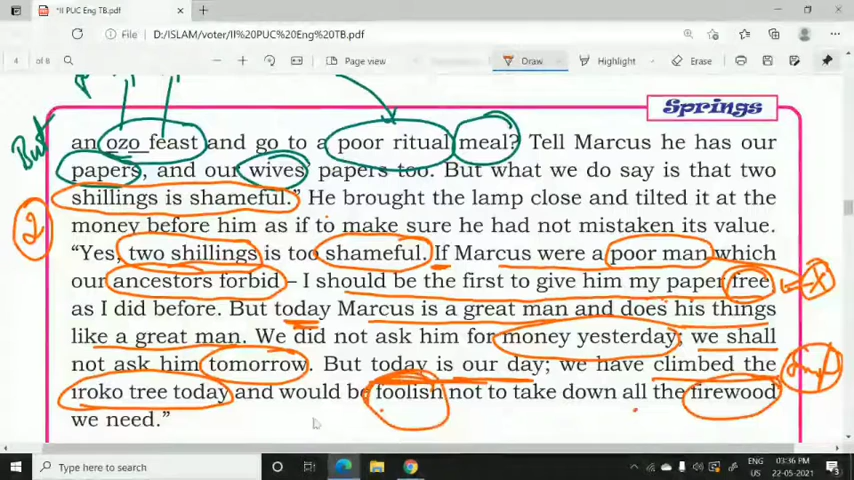 "II PUC Eng TB.pdf
File D:/ISLAM/voter/II%20PUC%20Eng%20TB.pdf
4 of 8 Page view Draw Highlight Erase
Springs
But
an ozo feast and go to a poor ritual meal? Tell Marcus he has our
papers, and our wives' papers too. But what we do say is that two
shillings is shameful." He brought the lamp close and tilted it at the
2
money before him as if to make sure he had not mistaken its value.
"Yes, two shillings is too shameful. If Marcus were a poor man which
our ancestors forbid – I should be the first to give him my paper free
as I did before. But today Marcus is a great man and does his things
like a great man. We did not ask him for money yesterday; we shall
not ask him tomorrow. But today is our day; we have climbed the
iroko tree today and would be foolish not to take down all the firewood
we need."
Type here to search
ENG
03:36 PM
IN
22-05-2021
3